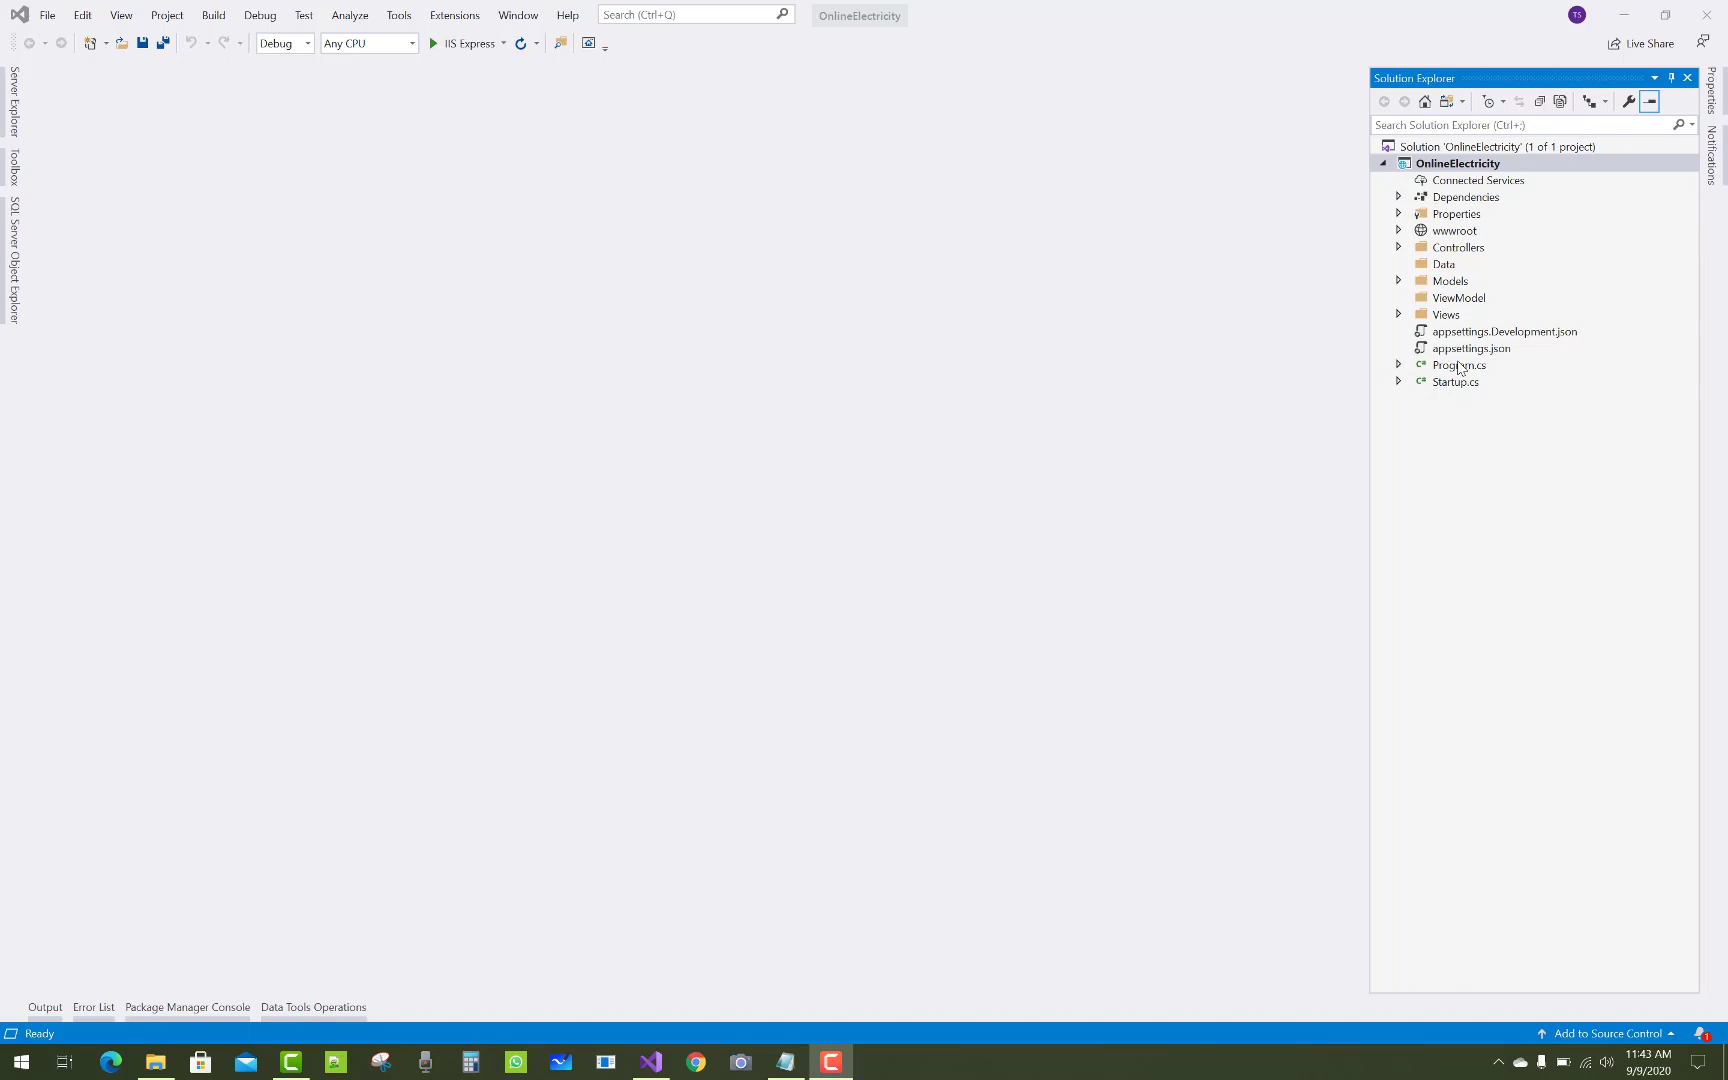 File Edit View Project Build Debug Test Analyze Tools Extensions Window Help Search (Ctrl+Q) OnlineElectricity TS
Debug Any CPU IIS Express Live Share
Server Explorer
Toolbox
SQL Server Object Explorer
Solution Explorer
Search Solution Explorer (Ctrl+;)
Solution 'OnlineElectricity' (1 of 1 project)
OnlineElectricity
Connected Services
Dependencies
Properties
wwwroot
Controllers
Data
Models
ViewModel
Views
appsettings.Development.json
appsettings.json
Program.cs
Startup.cs
Properties
Notifications
Output Error List Package Manager Console Data Tools Operations
Ready Add to Source Control 1
11:43 AM
9/9/2020